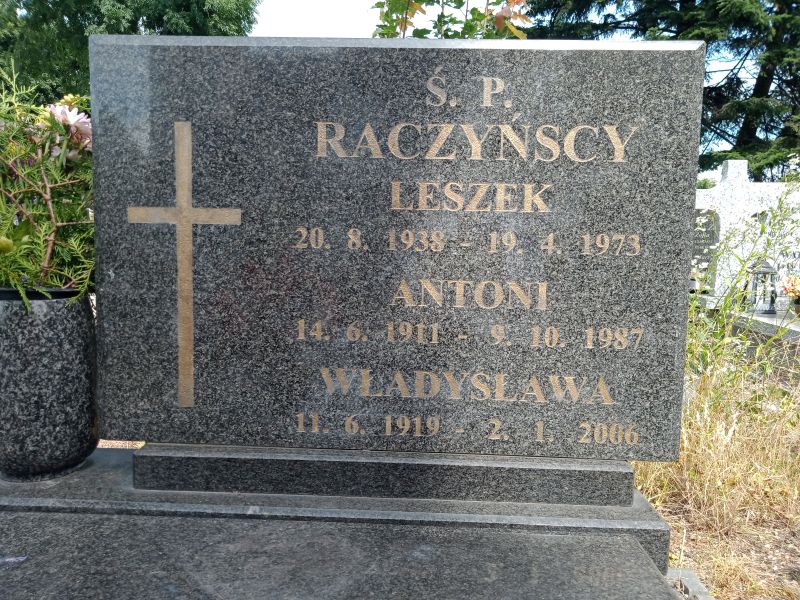 Ś. P.
RACZYNSCY
LESZEK
20. 8. 1938 - 19. 4. 1973
ANTONI
14. 6. 1911 - 9. 10. 1987
WŁADYSŁAWA
11. 6. 1919 - 2. 1. 2006